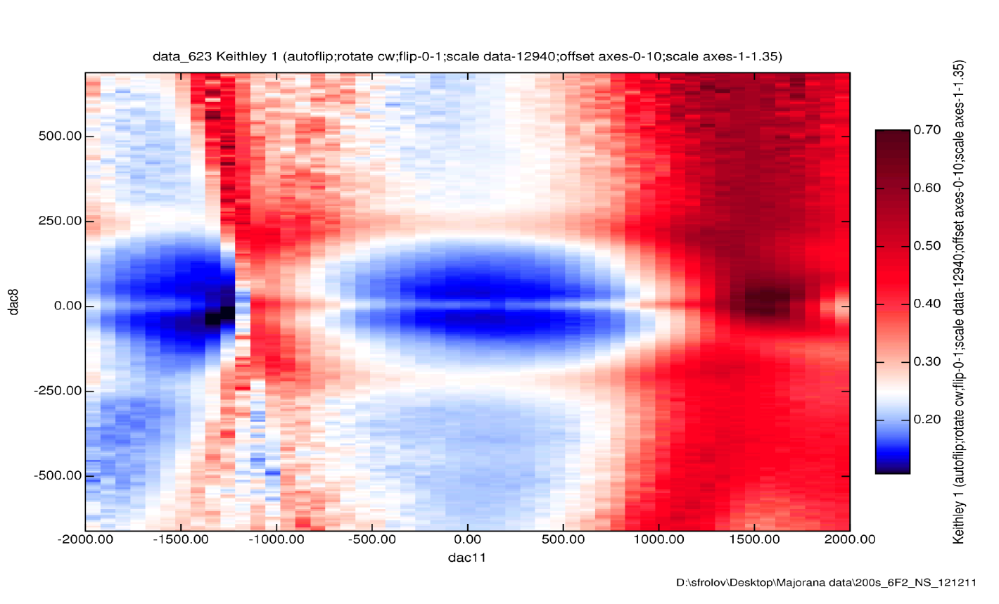 data_623 Keithley 1 (autoflip;rotate cw;flip-0-1;scale data-12940;offset axes-0-10;scale axes-1-1.35)
500.00
250.00
0.00
-250.00
-500.00
dac8
-2000.00 -1500.00 -1000.00 -500.00 0.00 500.00 1000.00 1500.00 2000.00
dac11
0.70
0.60
0.50
0.40
0.30
0.20
Keithley 1 (autoflip;rotate cw;flip-0-1;scale data-12940;offset axes-0-10;scale axes-1-1.35)
D:\sfrolov\Desktop\Majorana data\200s_6F2_NS_121211